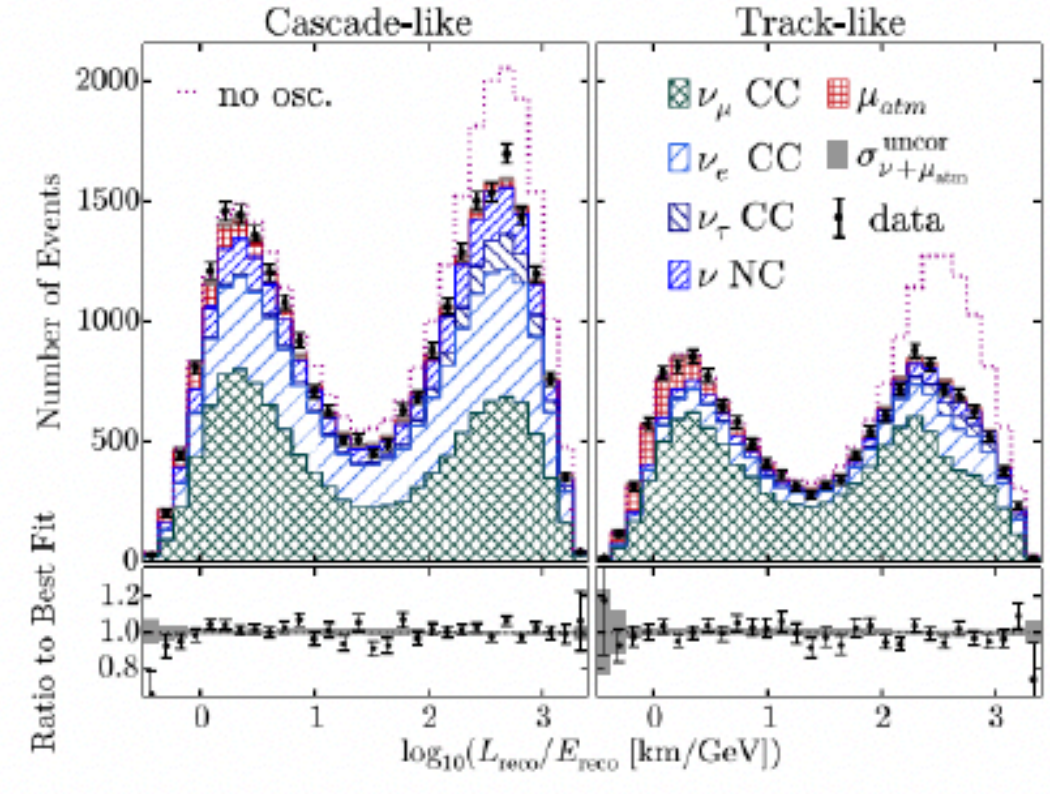 Cascade-like Track-like
2000
1500
1000
500
0
Number of Events
no osc.
ν_μ CC
ν_e CC
ν_τ CC
ν NC
μ_atm
σ^uncor_ν+μ_atm
data
Ratio to Best Fit
1.2
1.0
0.8
0 1 2 3 0 1 2 3
log₁₀(L_reco/E_reco [km/GeV])